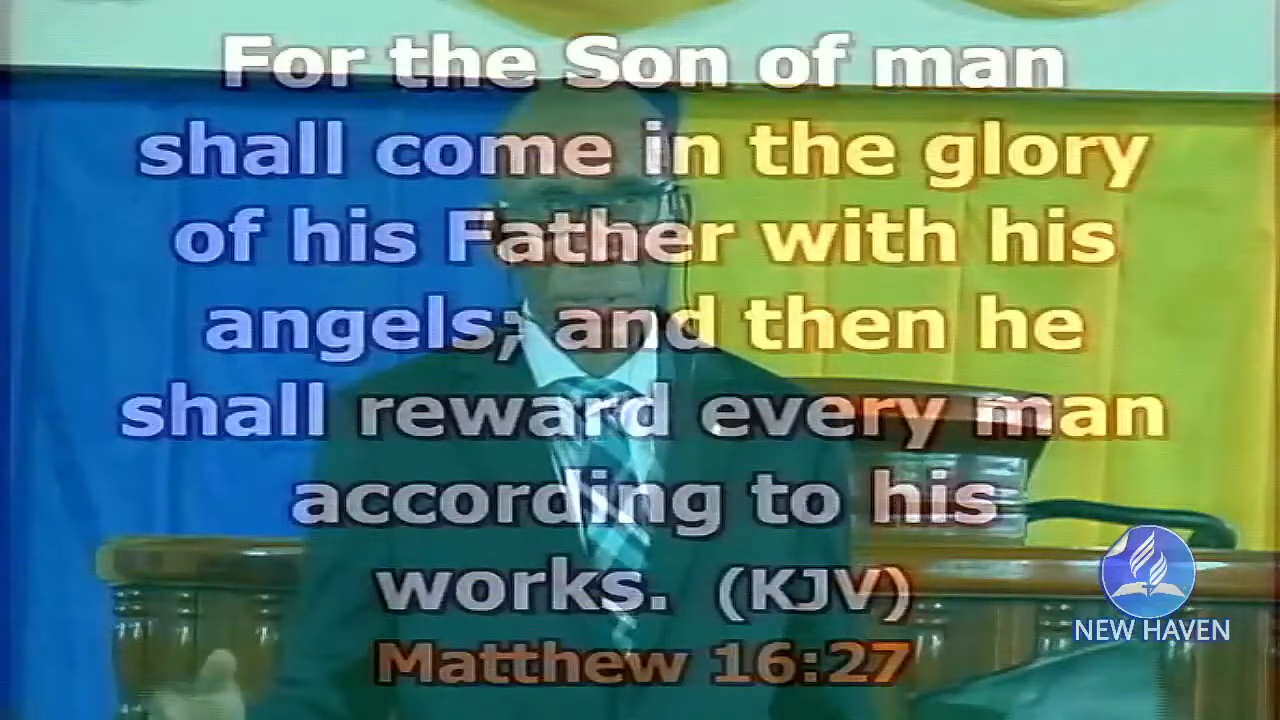 For the Son of man
shall come in the glory
of his Father with his
angels; and then he
shall reward every man
according to his
works. (KJV)
Matthew 16:27
NEW HAVEN